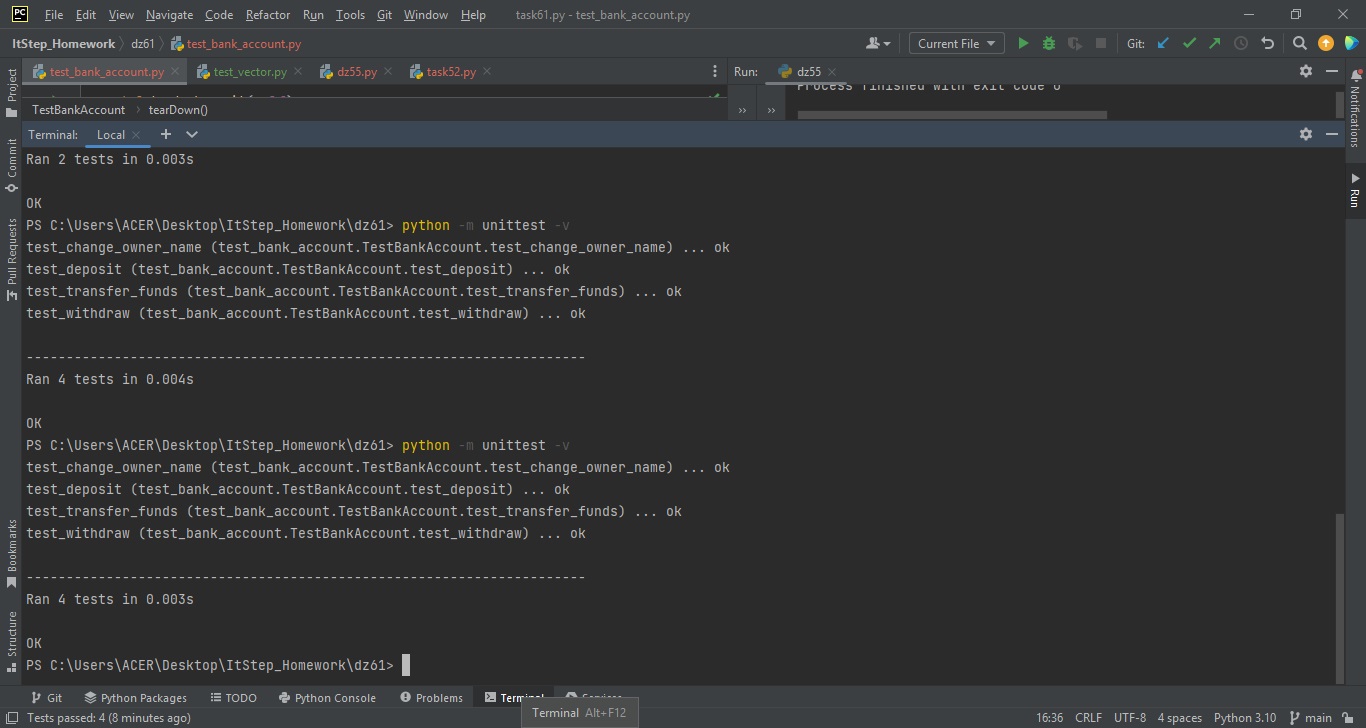 PC File Edit View Navigate Code Refactor Run Tools Git Window Help task61.py - test_bank_account.py
ItStep_Homework dz61 test_bank_account.py Current File Git:
test_bank_account.py test_vector.py dz55.py task52.py Run: dz55
Process finished with exit code 0
TestBankAccount tearDown() ›› ››
Terminal: Local
Ran 2 tests in 0.003s
OK
PS C:\Users\ACER\Desktop\ItStep_Homework\dz61> python -m unittest -v
test_change_owner_name (test_bank_account.TestBankAccount.test_change_owner_name) ... ok
test_deposit (test_bank_account.TestBankAccount.test_deposit) ... ok
test_transfer_funds (test_bank_account.TestBankAccount.test_transfer_funds) ... ok
test_withdraw (test_bank_account.TestBankAccount.test_withdraw) ... ok
----------------------------------------------------------------------
Ran 4 tests in 0.004s
OK
PS C:\Users\ACER\Desktop\ItStep_Homework\dz61> python -m unittest -v
test_change_owner_name (test_bank_account.TestBankAccount.test_change_owner_name) ... ok
test_deposit (test_bank_account.TestBankAccount.test_deposit) ... ok
test_transfer_funds (test_bank_account.TestBankAccount.test_transfer_funds) ... ok
test_withdraw (test_bank_account.TestBankAccount.test_withdraw) ... ok
----------------------------------------------------------------------
Ran 4 tests in 0.003s
OK
PS C:\Users\ACER\Desktop\ItStep_Homework\dz61>
Project
Commit
Pull Requests
Bookmarks
Structure
Notifications
Run
Git Python Packages TODO Python Console Problems Terminal Services
Terminal Alt+F12
Tests passed: 4 (8 minutes ago) 16:36 CRLF UTF-8 4 spaces Python 3.10 main